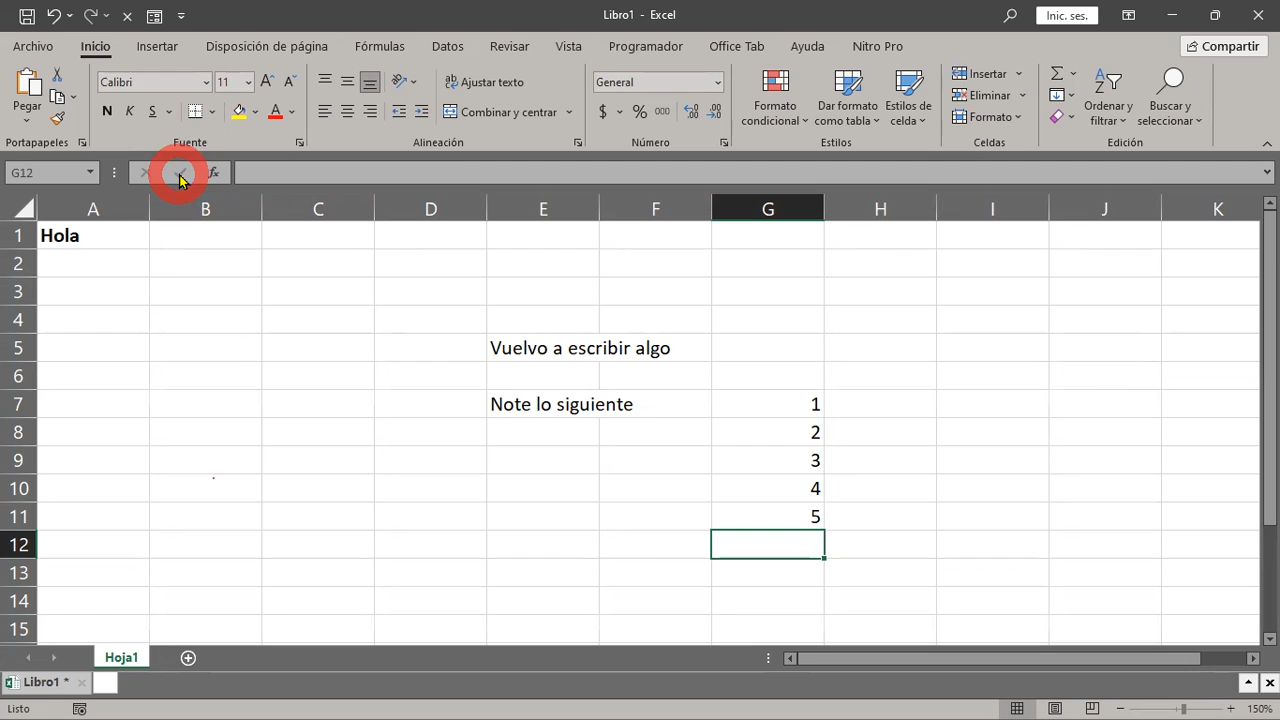 Libro1 - Excel
Inic. ses.
Archivo Inicio Insertar Disposición de página Fórmulas Datos Revisar Vista Programador Office Tab Ayuda Nitro Pro Compartir
Pegar
Calibri 11
N K S
Ajustar texto
Combinar y centrar
General
$ % 000
Formato condicional
Dar formato como tabla
Estilos de celda
Insertar
Eliminar
Formato
Ordenar y filtrar
Buscar y seleccionar
Portapapeles Fuente Alineación Número Estilos Celdas Edición
G12 fx
A B C D E F G H I J K
1 Hola
2
3
4
5 Vuelvo a escribir algo
6
7 Note lo siguiente 1
8 2
9 3
10 4
11 5
12
13
14
15
Hoja1
Libro1 *
Listo 150%